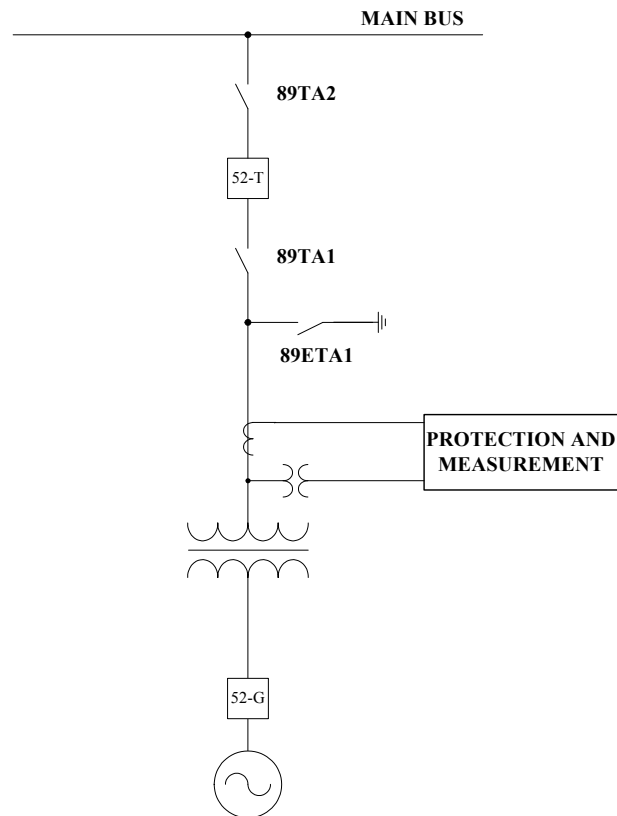 MAIN BUS
89TA2
52-T
89TA1
89ETA1
PROTECTION AND
MEASUREMENT
52-G